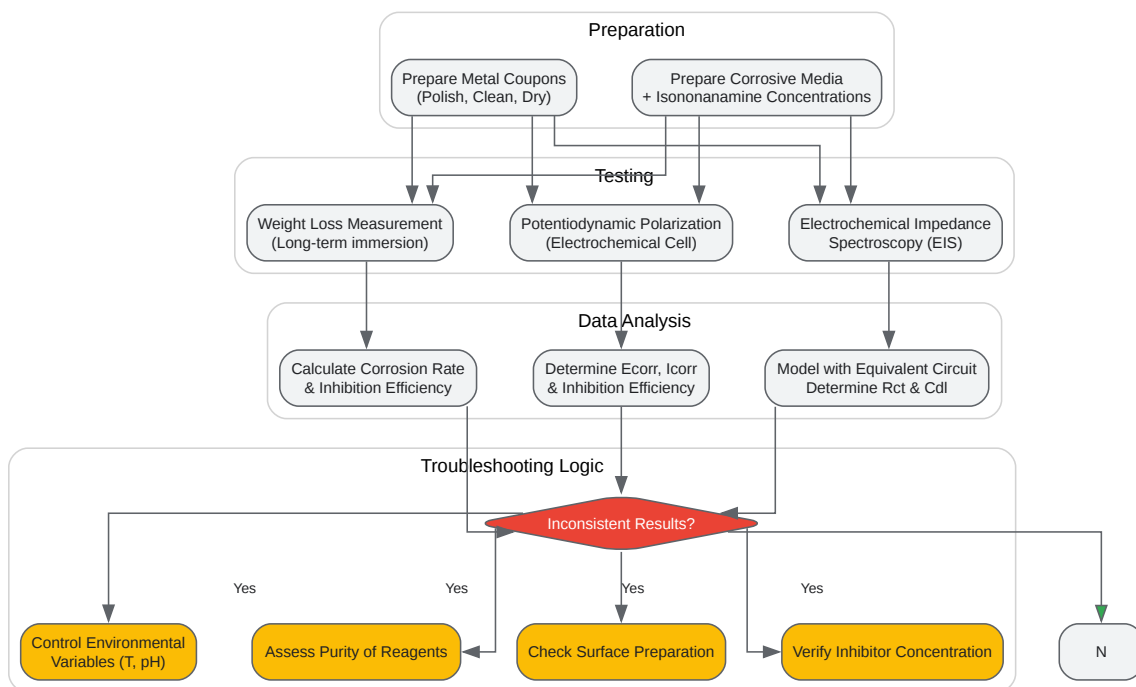 Preparation
Prepare Metal Coupons
(Polish, Clean, Dry)
Prepare Corrosive Media
+ Isononanamine Concentrations
Testing
Weight Loss Measurement
(Long-term immersion)
Potentiodynamic Polarization
(Electrochemical Cell)
Electrochemical Impedance
Spectroscopy (EIS)
Data Analysis
Calculate Corrosion Rate
& Inhibition Efficiency
Determine Ecorr, Icorr
& Inhibition Efficiency
Model with Equivalent Circuit
Determine Rct & Cdl
Troubleshooting Logic
Inconsistent Results?
Yes
Yes
Yes
Yes
Control Environmental
Variables (T, pH)
Assess Purity of Reagents
Check Surface Preparation
Verify Inhibitor Concentration
N